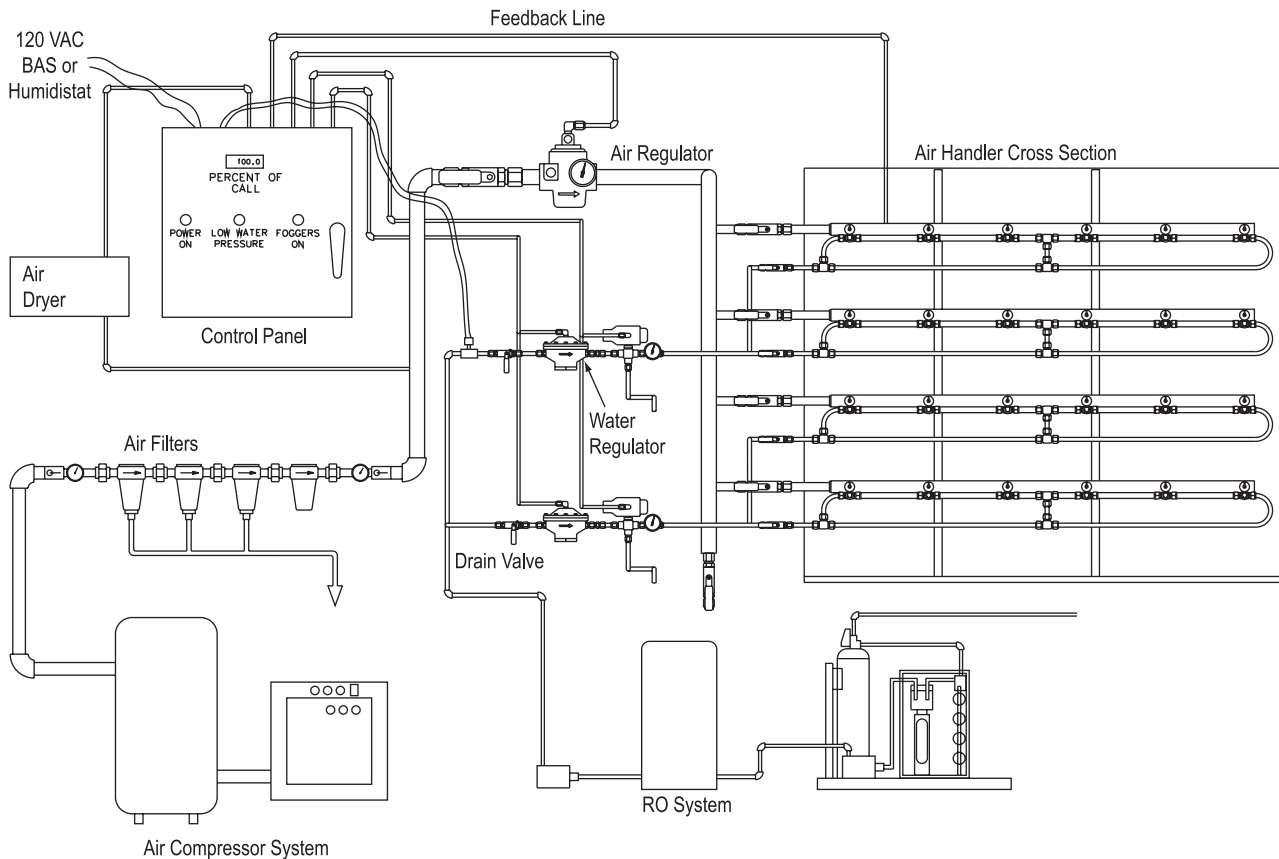 Feedback Line
120 VAC
BAS or
Humidistat
100.0
PERCENT OF
CALL
POWER
ON
LOW WATER
PRESSURE
FOGGERS
ON
Air Regulator
Air Handler Cross Section
Air
Dryer
Control Panel
Water
Regulator
Air Filters
Drain Valve
RO System
Air Compressor System